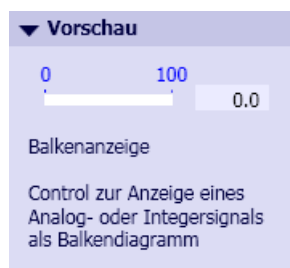 Vorschau
0 100
0.0
Balkenanzeige
Control zur Anzeige eines
Analog- oder Integersignals
als Balkendiagramm